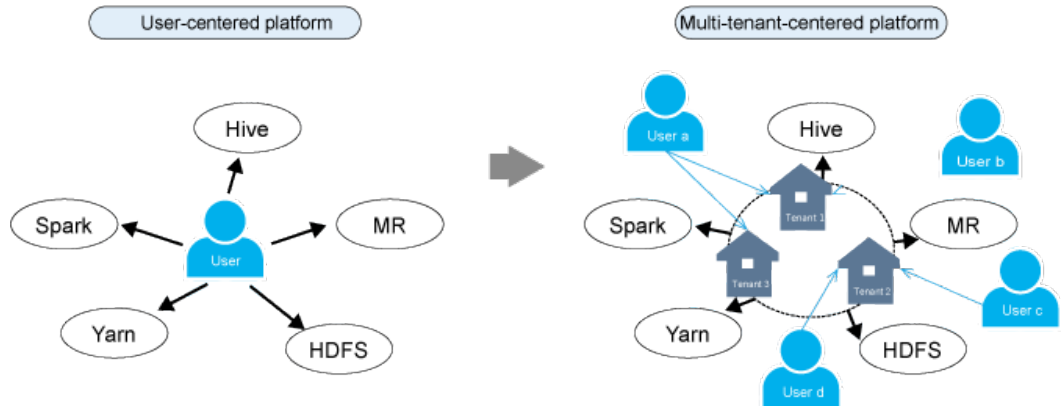 User-centered platform
Multi-tenant-centered platform
Hive
Spark
MR
User
Yarn
HDFS
User a
Hive
User b
Spark
Tenant 1
MR
Tenant 3
Tenant 2
User c
Yarn
HDFS
User d